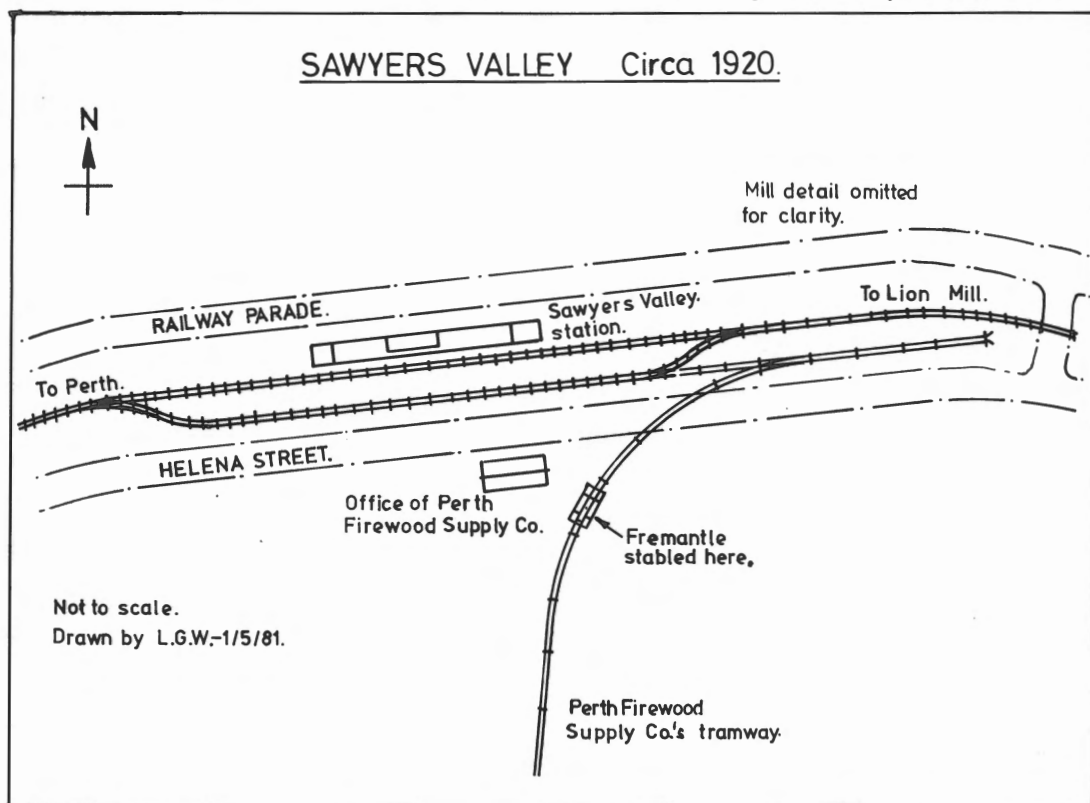 SAWYERS VALLEY Circa 1920.
N
Mill detail omitted
for clarity.
RAILWAY PARADE.
Sawyers Valley.
station.
To Lion Mill.
To Perth.
HELENA STREET.
Office of Perth
Firewood Supply Co.
Fremantle
stabled here.
Not to scale.
Drawn by L.G.W.-1/5/81.
Perth Firewood
Supply Co.'s tramway.